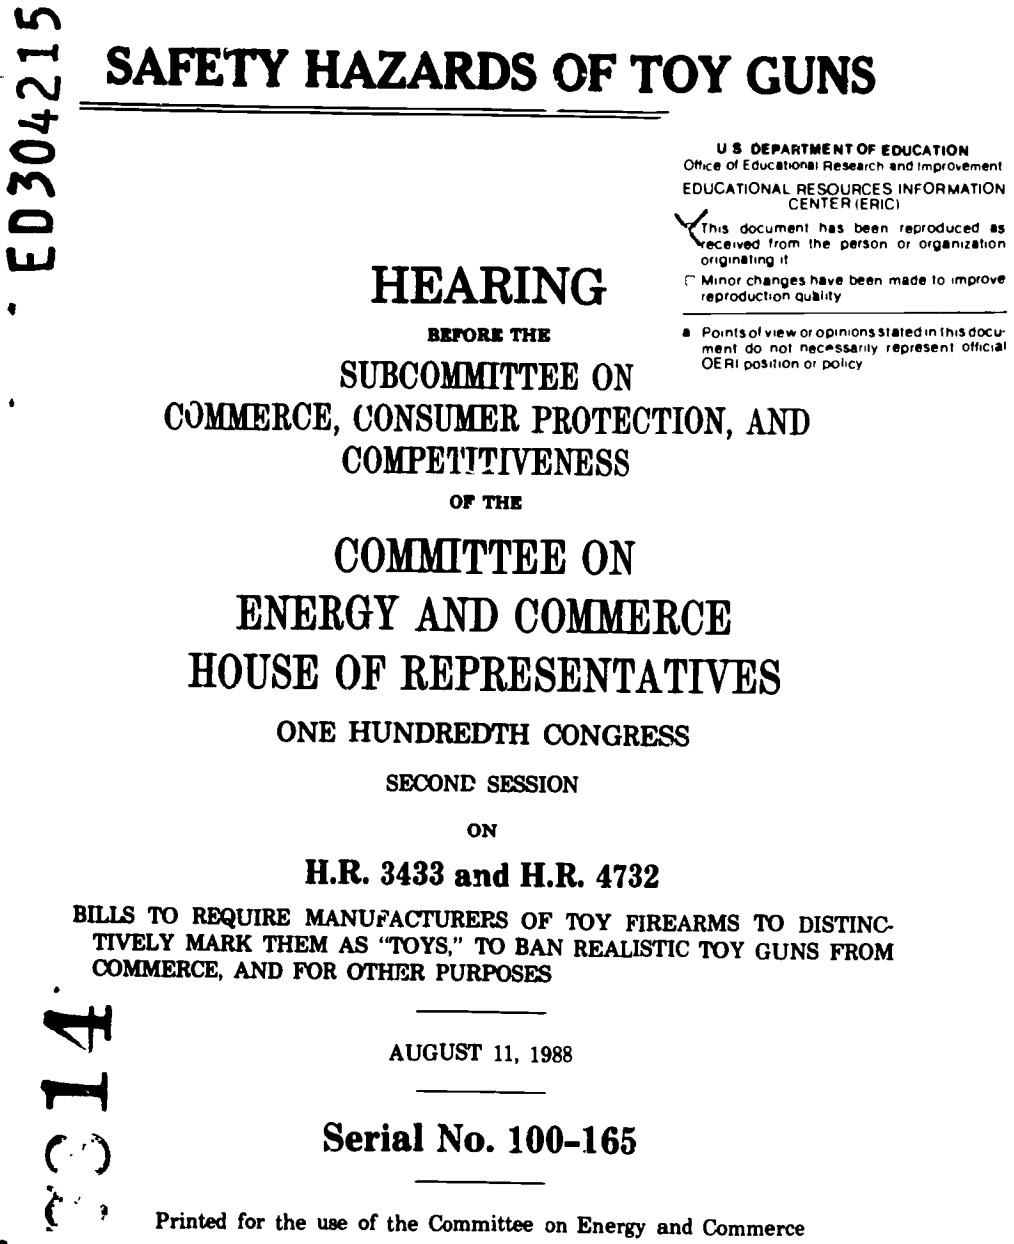 ED304215
SAFETY HAZARDS OF TOY GUNS
U S DEPARTMENT OF EDUCATION
Office of Educational Research and Improvement
EDUCATIONAL RESOURCES INFORMATION
CENTER (ERIC)
This document has been reproduced as
received from the person or organization
originating it
Minor changes have been made to improve
reproduction quality
Points of view or opinions stated in this docu-
ment do not necessarily represent official
OERI position or policy
HEARING
BEFORE THE
SUBCOMMITTEE ON
COMMERCE, CONSUMER PROTECTION, AND
COMPETITIVENESS
OF THE
COMMITTEE ON
ENERGY AND COMMERCE
HOUSE OF REPRESENTATIVES
ONE HUNDREDTH CONGRESS
SECOND SESSION
ON
H.R. 3433 and H.R. 4732
BILLS TO REQUIRE MANUFACTURERS OF TOY FIREARMS TO DISTINC-
TIVELY MARK THEM AS "TOYS," TO BAN REALISTIC TOY GUNS FROM
COMMERCE, AND FOR OTHER PURPOSES
AUGUST 11, 1988
Serial No. 100-165
Printed for the use of the Committee on Energy and Commerce